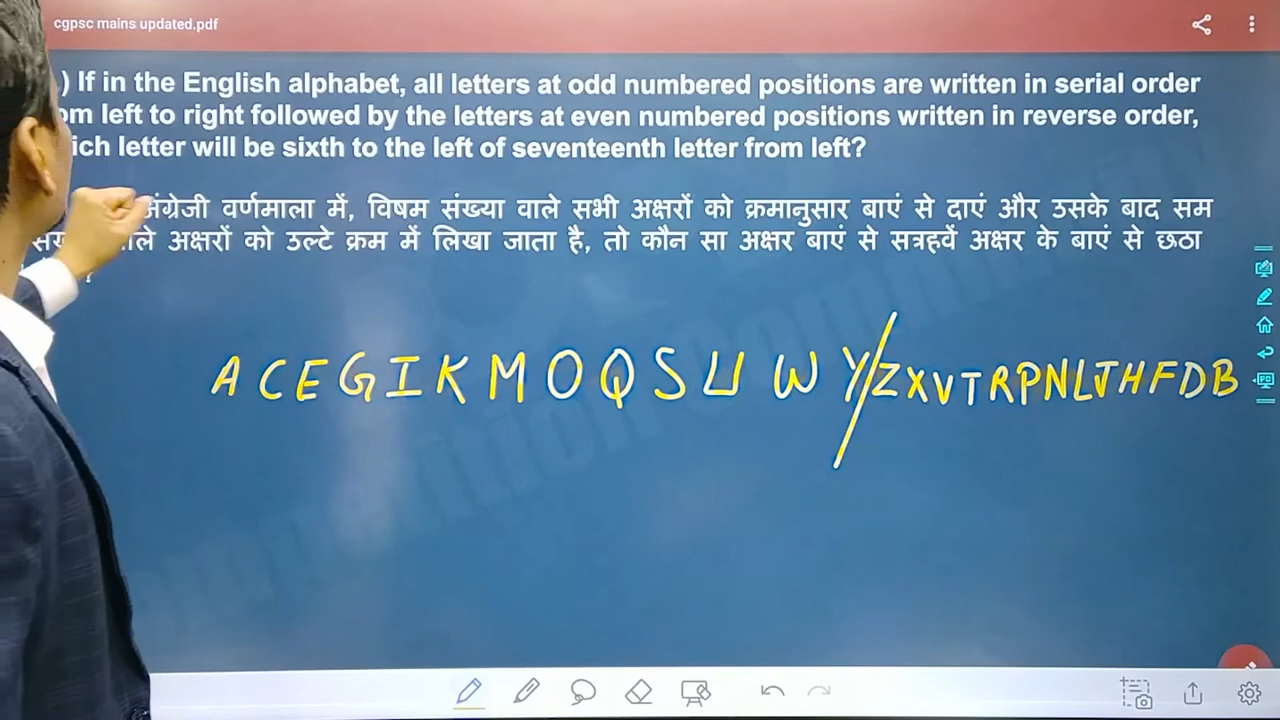 cgpsc mains updated.pdf
) If in the English alphabet, all letters at odd numbered positions are written in serial order
om left to right followed by the letters at even numbered positions written in reverse order,
ich letter will be sixth to the left of seventeenth letter from left?
अंग्रेजी वर्णमाला में, विषम संख्या वाले सभी अक्षरों को क्रमानुसार बाएं से दाएं और उसके बाद सम
वाले अक्षरों को उल्टे क्रम में लिखा जाता है, तो कौन सा अक्षर बाएं से सत्रहवें अक्षर के बाएं से छठा
A C E G I K M O Q S U W Y/Z X V T R P N L J H F D B